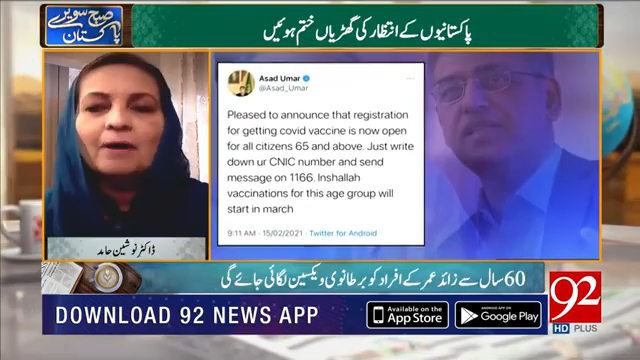 صبح سویرے
پاکستان
پاکستانیوں کے انتظار کی گھڑیاں ختم ہوئیں
Asad Umar
@Asad_Umar
Pleased to announce that registration
for getting covid vaccine is now open
for all citizens 65 and above. Just write
down ur CNIC number and send
message on 1166. Inshallah
vaccinations for this age group will
start in march
9:11 AM · 15/02/2021 · Twitter for Android
ڈاکٹر نوشین حامد
60 سال سے زائد عمر کے افراد کو برطانوی ویکسین لگائی جائے گی
DOWNLOAD 92 NEWS APP
Available on the
App Store
ANDROID APP ON
Google Play
92
HD PLUS